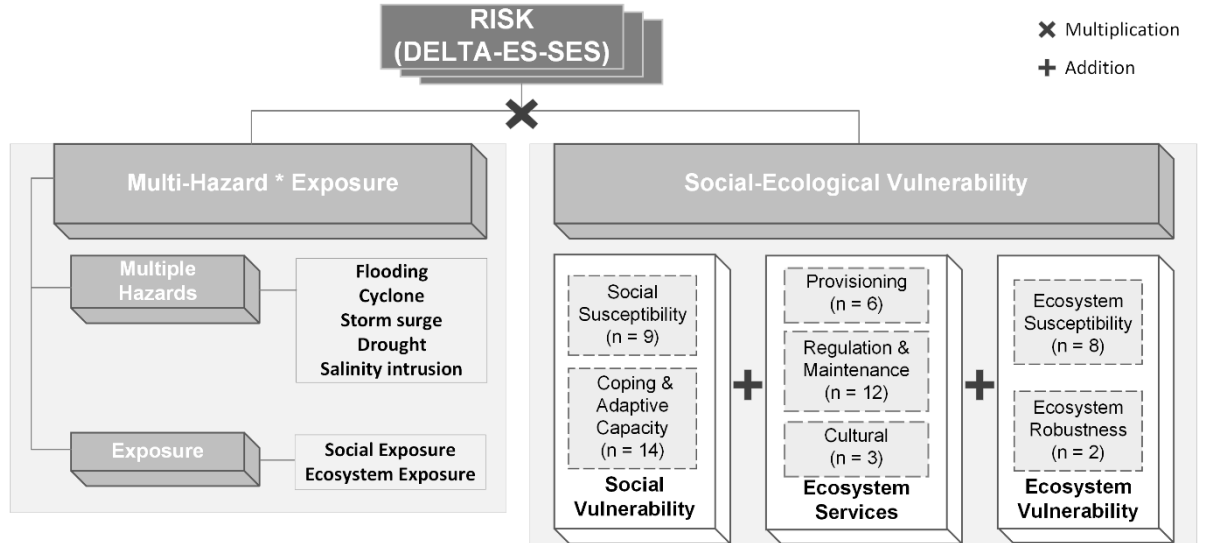 RISK
(DELTA-ES-SES)
Multiplication
Addition
Multi-Hazard * Exposure
Multiple
Hazards
Flooding
Cyclone
Storm surge
Drought
Salinity intrusion
Exposure
Social Exposure
Ecosystem Exposure
Social-Ecological Vulnerability
Social
Susceptibility
(n = 9)
Coping &
Adaptive
Capacity
(n = 14)
Social
Vulnerability
Provisioning
(n = 6)
Regulation &
Maintenance
(n = 12)
Cultural
(n = 3)
Ecosystem
Services
Ecosystem
Susceptibility
(n = 8)
Ecosystem
Robustness
(n = 2)
Ecosystem
Vulnerability